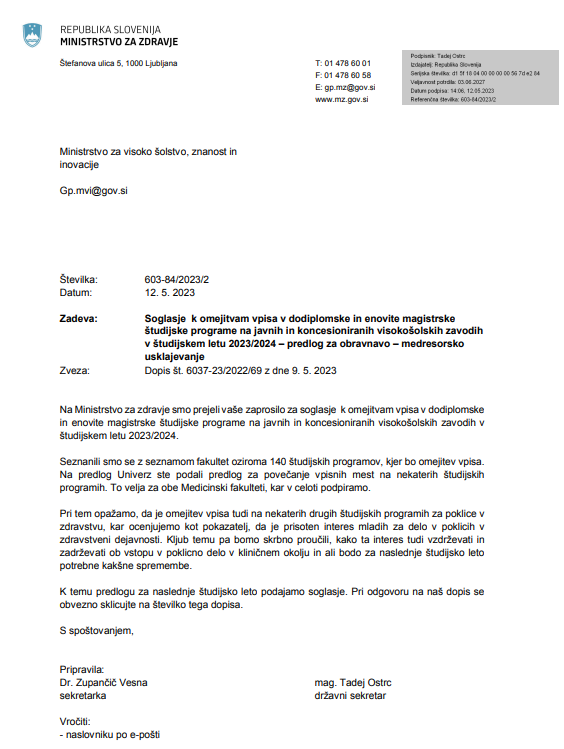 REPUBLIKA SLOVENIJA
MINISTRSTVO ZA ZDRAVJE
Štefanova ulica 5, 1000 Ljubljana
T: 01 478 60 01
F: 01 478 60 58
E: gp.mz@gov.si
www.mz.gov.si
Podpisnik: Tadej Ostrc
Izdajatelj: Republika Slovenija
Serijska številka: d1 5f 18 04 00 00 00 00 56 7d e2 84
Veljavnost potrdila: 03.06.2027
Datum podpisa: 14:06, 12.05.2023
Referenčna številka: 603-84/2023/2
Ministrstvo za visoko šolstvo, znanost in
inovacije
Gp.mvi@gov.si
Številka: 603-84/2023/2
Datum: 12. 5. 2023
Zadeva: Soglasje k omejitvam vpisa v dodiplomske in enovite magistrske
študijske programe na javnih in koncesioniranih visokošolskih zavodih
v študijskem letu 2023/2024 – predlog za obravnavo – medresorsko
usklajevanje
Zveza: Dopis št. 6037-23/2022/69 z dne 9. 5. 2023
Na Ministrstvo za zdravje smo prejeli vaše zaprosilo za soglasje k omejitvam vpisa v dodiplomske
in enovite magistrske študijske programe na javnih in koncesioniranih visokošolskih zavodih v
študijskem letu 2023/2024.
Seznanili smo se z seznamom fakultet oziroma 140 študijskih programov, kjer bo omejitev vpisa.
Na predlog Univerz ste podali predlog za povečanje vpisnih mest na nekaterih študijskih
programih. To velja za obe Medicinski fakulteti, kar v celoti podpiramo.
Pri tem opažamo, da je omejitev vpisa tudi na nekaterih drugih študijskih programih za poklice v
zdravstvu, kar ocenjujemo kot pokazatelj, da je prisoten interes mladih za delo v poklicih v
zdravstveni dejavnosti. Kljub temu pa bomo skrbno proučili, kako ta interes tudi vzdrževati in
zadrževati ob vstopu v poklicno delo v kliničnem okolju in ali bodo za naslednje študijsko leto
potrebne kakšne spremembe.
K temu predlogu za naslednje študijsko leto podajamo soglasje. Pri odgovoru na naš dopis se
obvezno sklicujte na številko tega dopisa.
S spoštovanjem,
Pripravila:
Dr. Zupančič Vesna
sekretarka
mag. Tadej Ostrc
državni sekretar
Vročiti:
- naslovniku po e-pošti